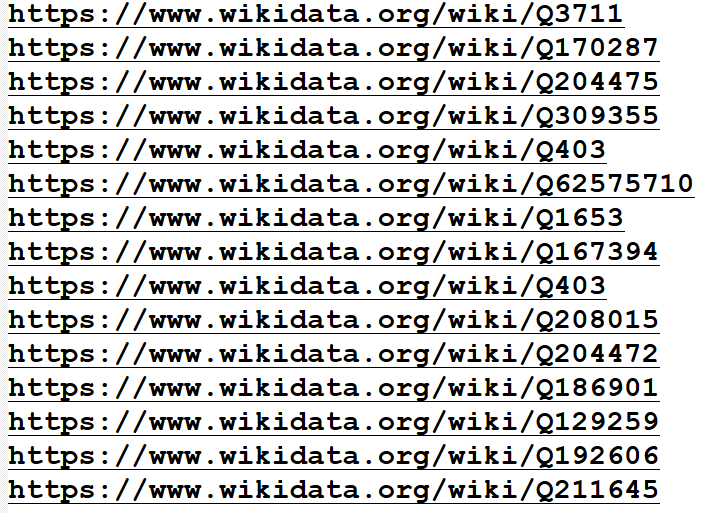 https://www.wikidata.org/wiki/Q3711
https://www.wikidata.org/wiki/Q170287
https://www.wikidata.org/wiki/Q204475
https://www.wikidata.org/wiki/Q309355
https://www.wikidata.org/wiki/Q403
https://www.wikidata.org/wiki/Q62575710
https://www.wikidata.org/wiki/Q1653
https://www.wikidata.org/wiki/Q167394
https://www.wikidata.org/wiki/Q403
https://www.wikidata.org/wiki/Q208015
https://www.wikidata.org/wiki/Q204472
https://www.wikidata.org/wiki/Q186901
https://www.wikidata.org/wiki/Q129259
https://www.wikidata.org/wiki/Q192606
https://www.wikidata.org/wiki/Q211645